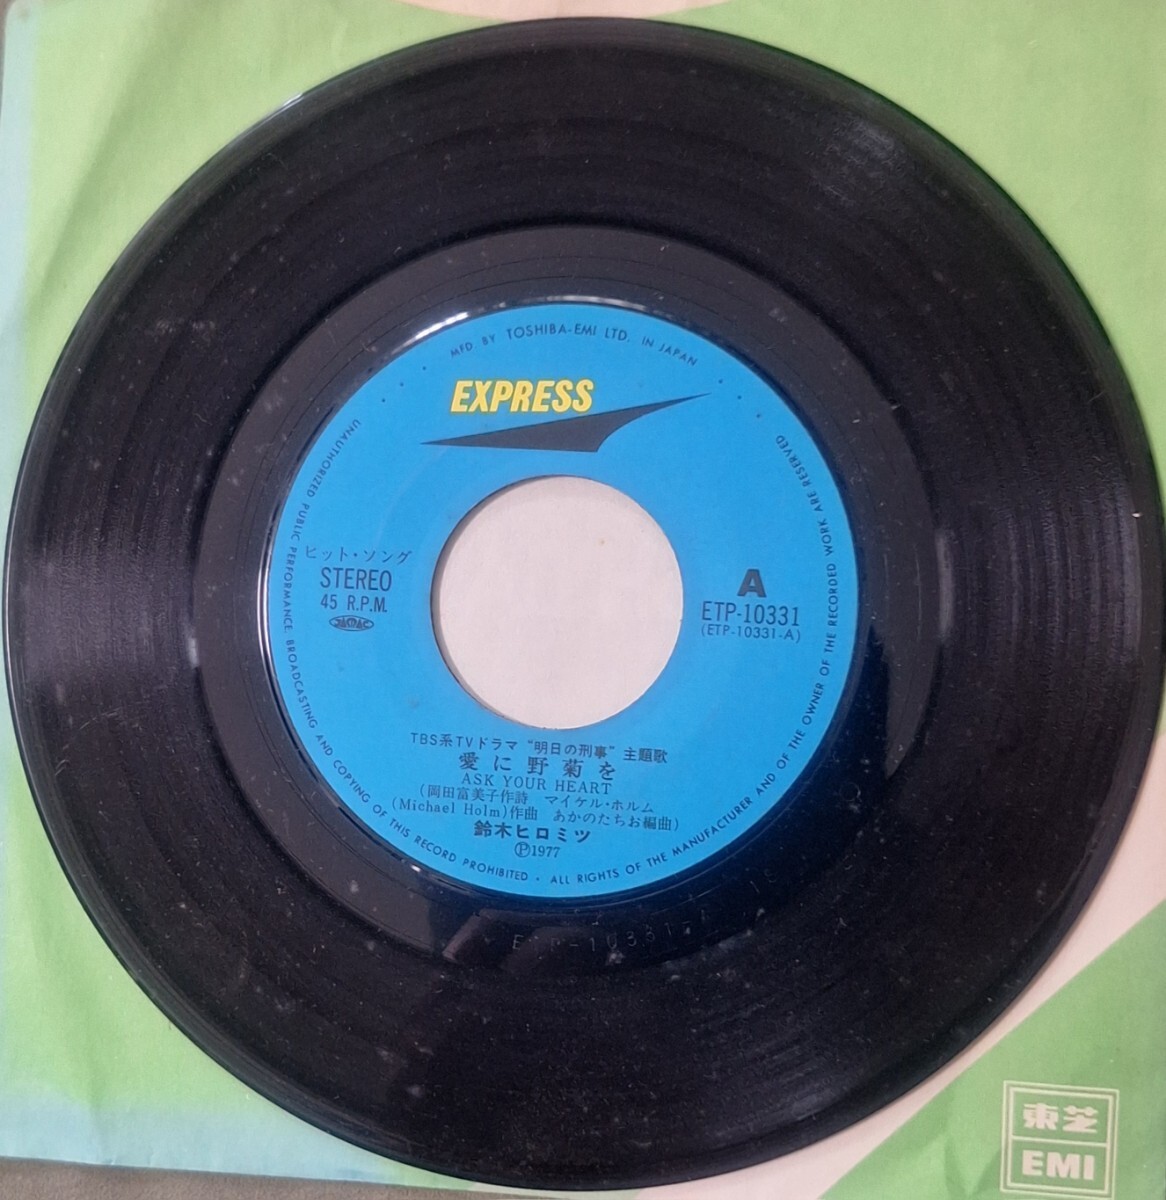 MFD BY TOSHIBA-EMI LTD. IN JAPAN
EXPRESS
UNAUTHORIZED PUBLIC PERFORMANCE, BROADCASTING AND COPYING OF THIS RECORD PROHIBITED • ALL RIGHTS OF THE MANUFACTURER AND OF THE OWNER OF THE RECORDED WORK ARE RESERVED
ヒット・ソング
STEREO
45 R.P.M.
JASRAC
A
ETP-10331
(ETP-10331-A)
TBS系TVドラマ “明日の刑事” 主題歌
愛に野菊を
ASK YOUR HEART
(岡田富美子作詩 マイケル・ホルム
(Michael Holm)作曲 あかのたちお編曲)
鈴木ヒロミツ
Ⓟ1977
東芝
EMI